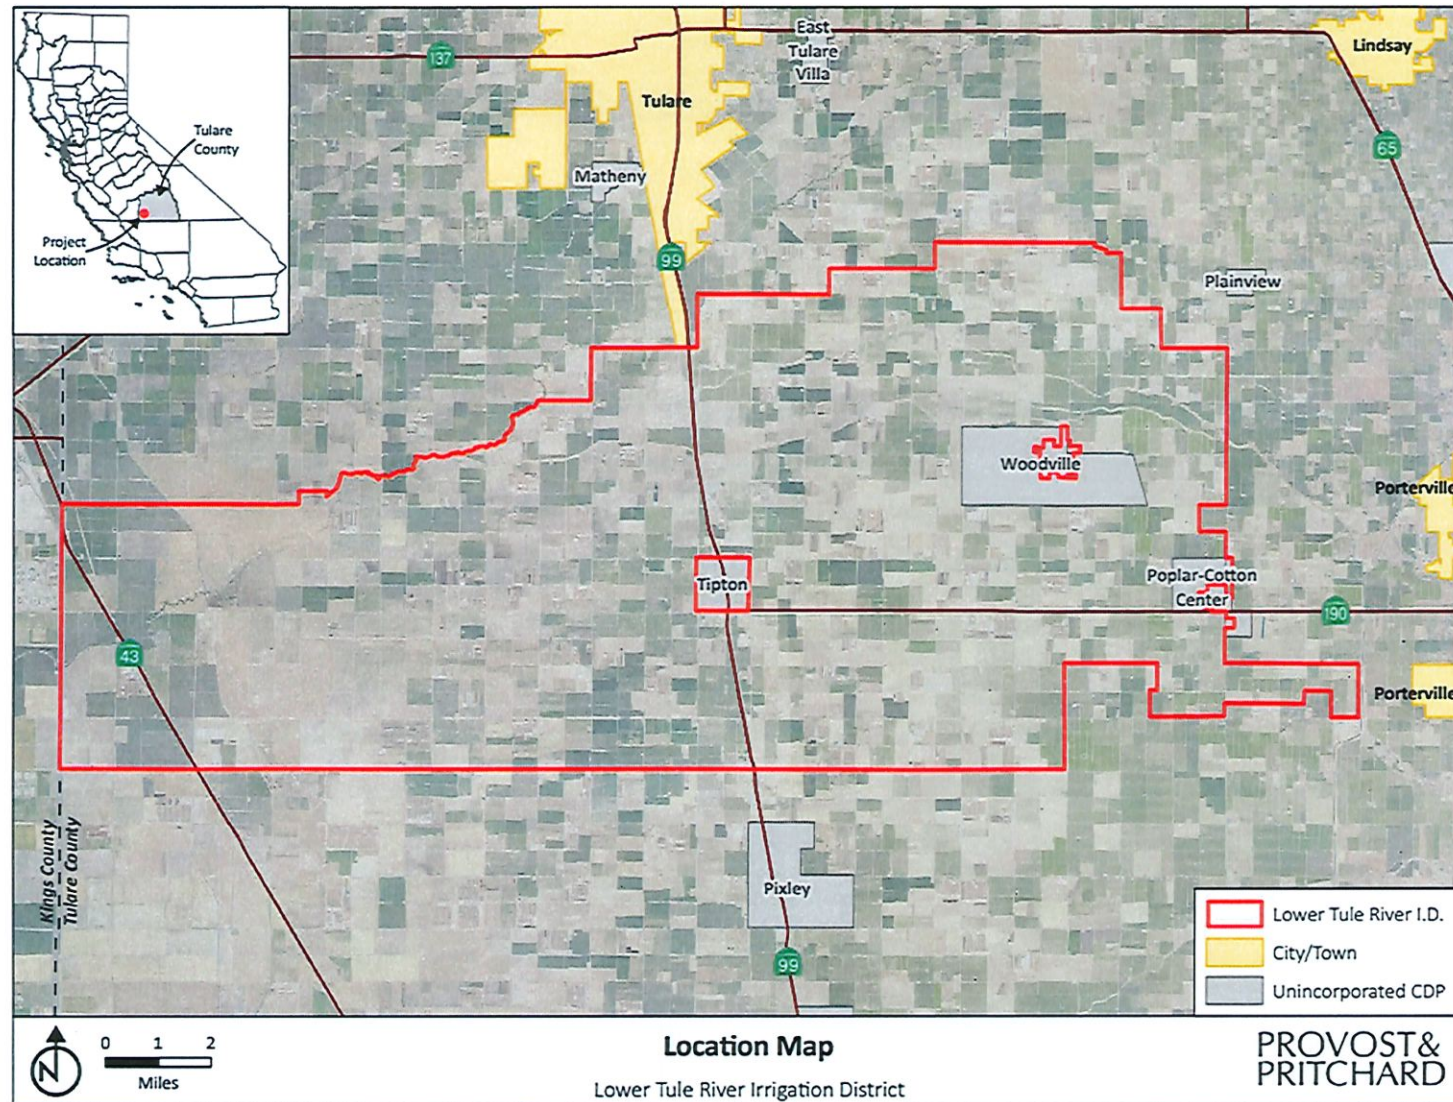 Tulare
County
Project
Location
137
East
Tulare
Villa
Lindsay
Tulare
65
Matheny
99
Plainview
Woodville
Porterville
Tipton
Poplar-Cotton
Center
190
43
Porterville
Kings County
Tulare County
Pixley
99
Lower Tule River I.D.
City/Town
Unincorporated CDP
N
0 1 2
Miles
Location Map
Lower Tule River Irrigation District
PROVOST&
PRITCHARD